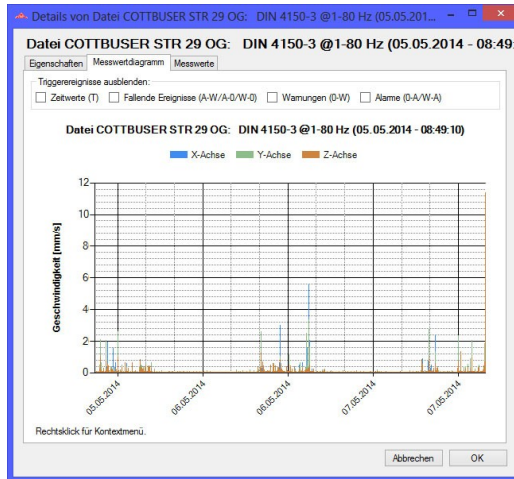 Details von Datei COTTBUSER STR 29 OG: DIN 4150-3 @1-80 Hz (05.05.201...
Datei COTTBUSER STR 29 OG: DIN 4150-3 @1-80 Hz (05.05.2014 - 08:49:
Eigenschaften Messwertdiagramm Messwerte
Triggerereignisse ausblenden:
Zeitwerte (T) Fallende Ereignisse (A-W/A-0/W-0) Warnungen (0-W) Alarme (0-A/W-A)
Datei COTTBUSER STR 29 OG: DIN 4150-3 @1-80 Hz (05.05.2014 - 08:49:10)
X-Achse Y-Achse Z-Achse
Geschwindigkeit [mm/s]
12
10
8
6
4
2
0
05.05.2014 06.05.2014 06.05.2014 07.05.2014 07.05.2014
Rechtsklick für Kontextmenü.
Abbrechen OK